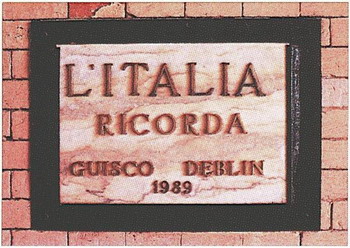 L'ITALIA
RICORDA
GUISCO DEBLIN
1989